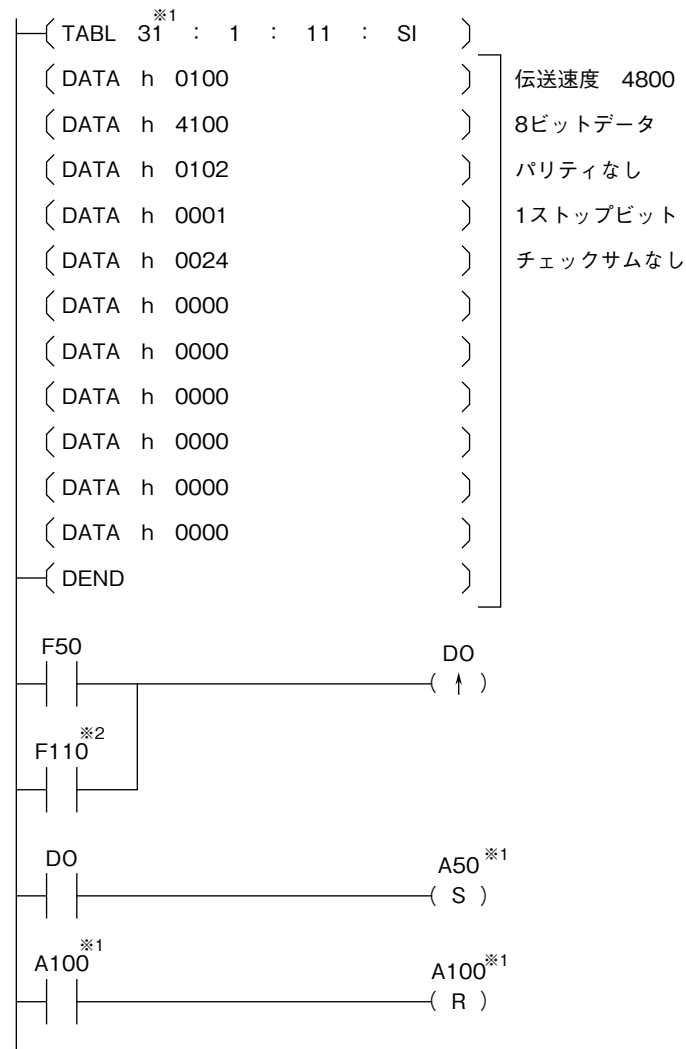 TABL 31※1 : 1 : 11 : SI
DATA h 0100 伝送速度 4800
DATA h 4100 8ビットデータ
DATA h 0102 パリティなし
DATA h 0001 1ストップビット
DATA h 0024 チェックサムなし
DATA h 0000
DATA h 0000
DATA h 0000
DATA h 0000
DATA h 0000
DATA h 0000
DEND
F50 D0
( ↑ )
F110※2
D0 A50※1
( S )
A100※1 A100※1
( R )